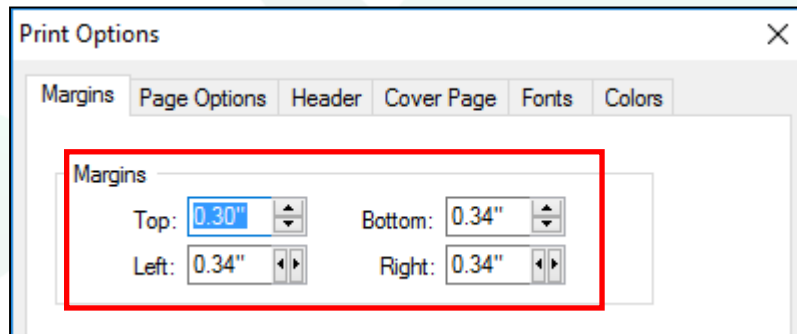 Print Options
Margins Page Options Header Cover Page Fonts Colors
Margins
Top: 0.30" Bottom: 0.34"
Left: 0.34" Right: 0.34"